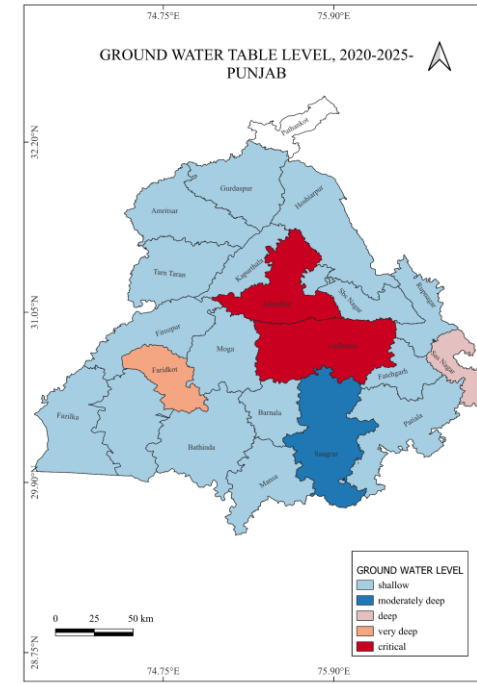 74.75°E
75.90°E
GROUND WATER TABLE LEVEL, 2020-2025-
PUNJAB
Pathankot
32.20°N
Gurdaspur
Hoshiarpur
Amritsar
Kapurthala
Tarn Taran
Rupnagar
Sbs Nagar
31.05°N
Jalandhar
Firozpur
Ludhiana
Moga
Sas Nagar
Faridkot
Fatehgarh
Fazilka
Barnala
Patiala
Bathinda
Sangrur
Mansa
29.90°N
GROUND WATER LEVEL
shallow
moderately deep
deep
very deep
critical
0 25 50 km
28.75°N
74.75°E
75.90°E